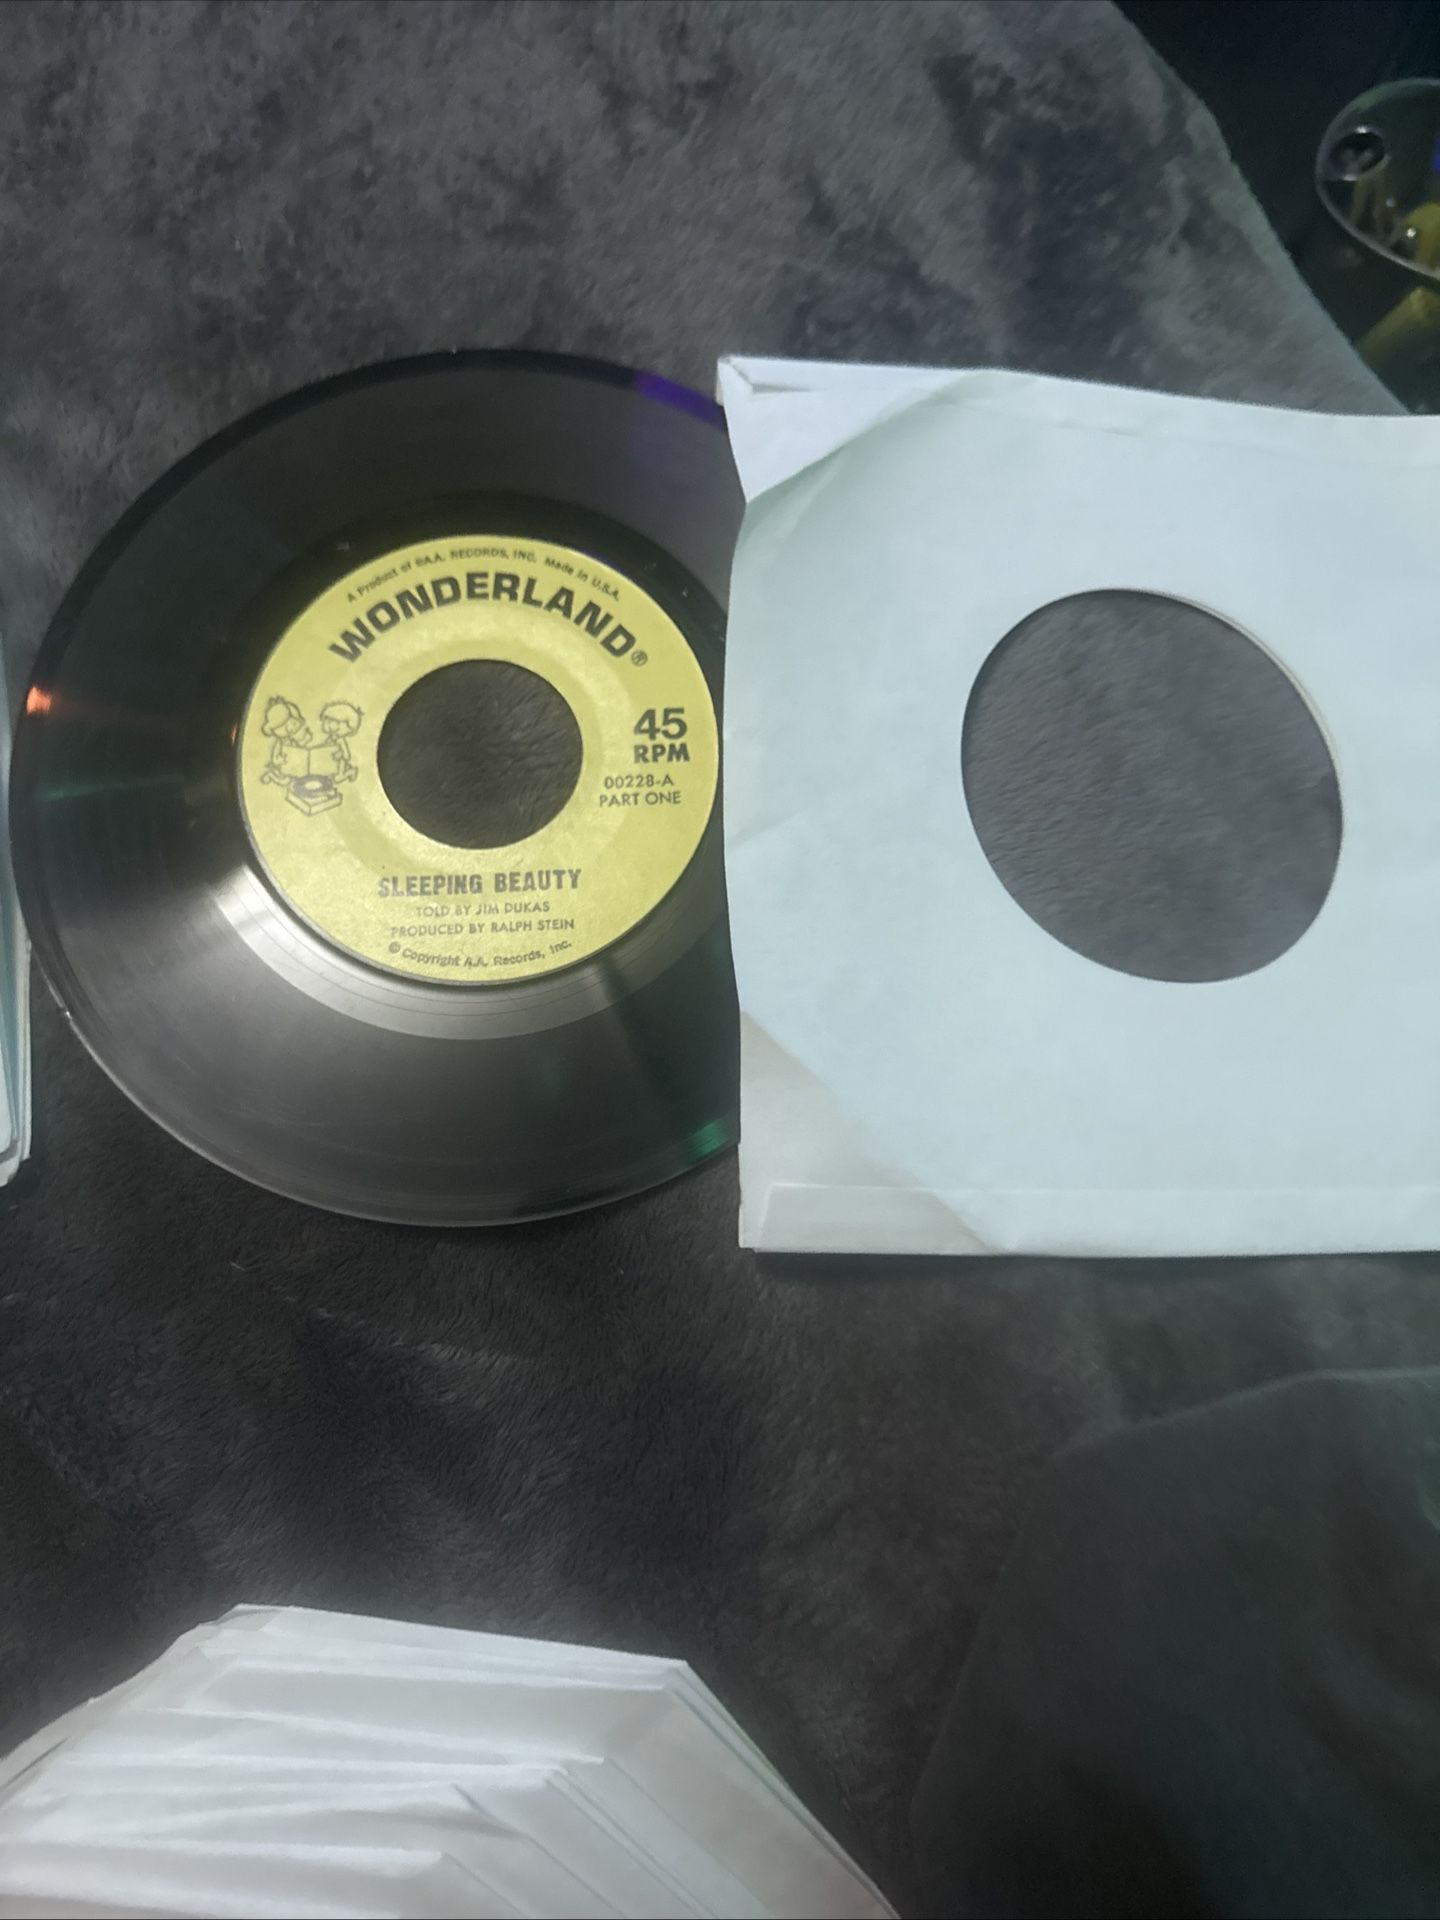 A Product of ©A.A. RECORDS, INC. Made in U.S.A.
WONDERLAND®
45
RPM
00228-A
PART ONE
SLEEPING BEAUTY
TOLD BY JIM DUKAS
PRODUCED BY RALPH STEIN
© Copyright A.A. Records, Inc.